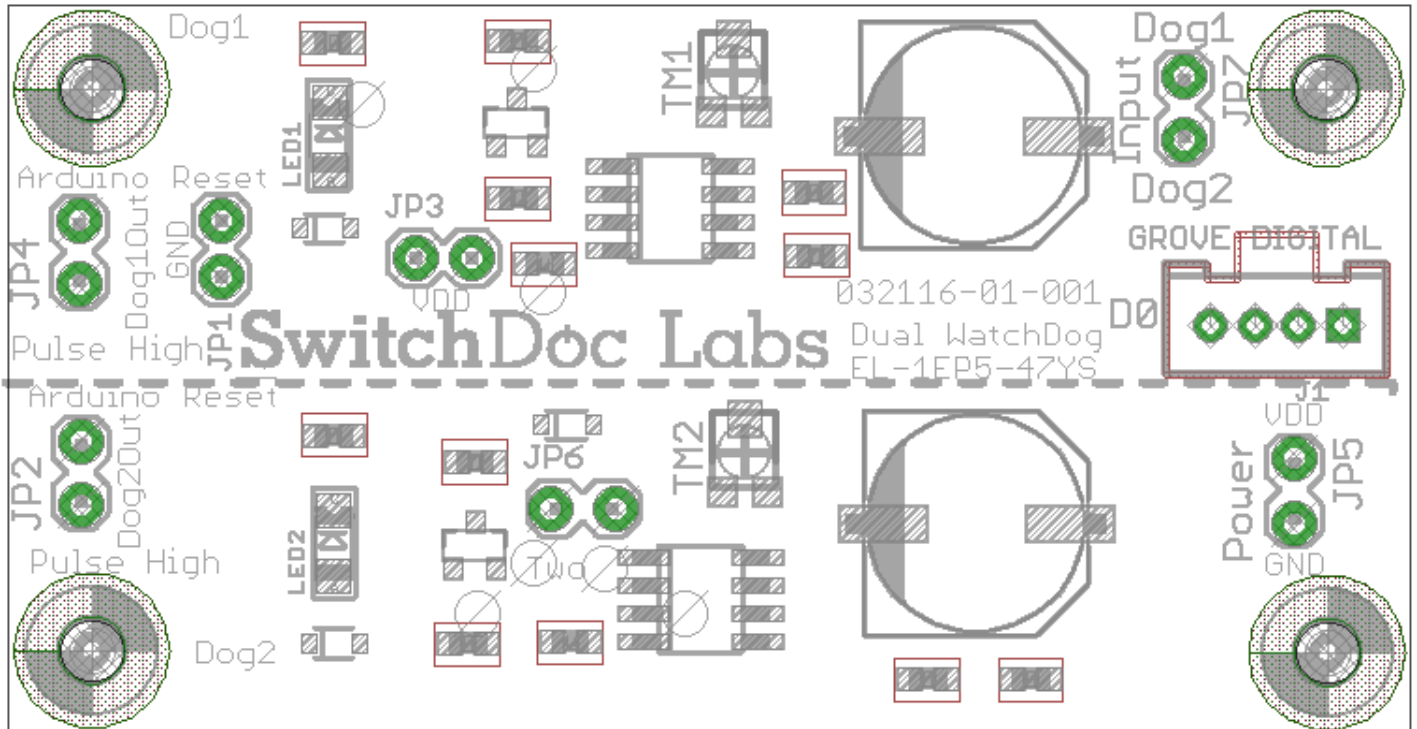 Dog1
LED1
TM1
Dog1
Input
JP7
Dog2
Arduino Reset
JP4
Dog1Out
GND
JP1
JP3
VDD
Pulse High
SwitchDoc Labs
032116-01-001
Dual WatchDog
EL-1EP5-47YS
GROVE DIGITAL
D0
J1
Arduino Reset
JP2
Dog2Out
Pulse High
LED2
Dog2
JP6
Two
TM2
VDD
Power
JP5
GND